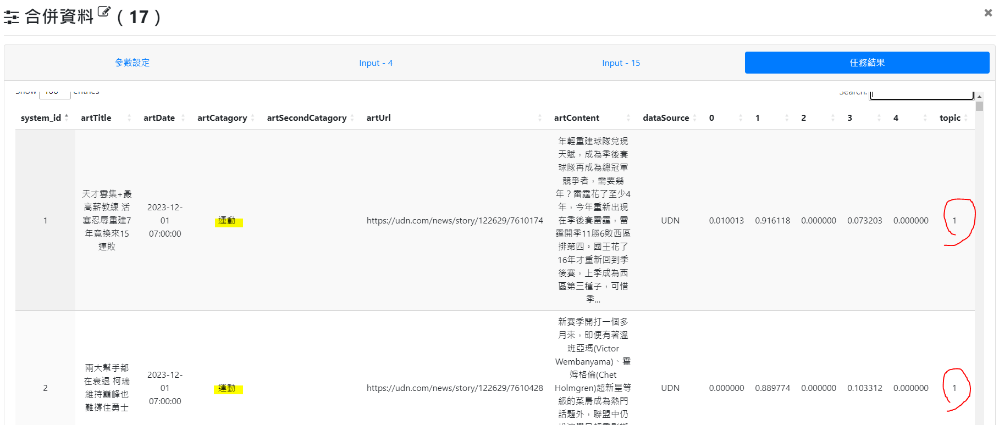 合併資料 ( 17 )
參數設定 Input - 4 Input - 15 任務結果
Show 100 entries Search:
system_id artTitle artDate artCatagory artSecondCatagory artUrl artContent dataSource 0 1 2 3 4 topic
1
天才雲集+最
高薪教練 活
塞忍辱重建7
年竟換來15
連敗
2023-12-
01
07:00:00
運動
https://udn.com/news/story/122629/7610174
年輕重建球隊兌現
天賦，成為季後賽
球隊再成為總冠軍
競爭者，需要幾
年？雷霆花了至少4
年，今年重新出現
在季後賽雷霆，雷
霆開季11勝6敗西區
排第四。國王花了
16年才重新回到季
後賽，上季成為西
區第三種子，可惜
季...
UDN 0.010013 0.916118 0.000000 0.073203 0.000000 1
2
兩大幫手都
在衰退 柯瑞
維持巔峰也
難撐住勇士
2023-12-
01
07:00:00
運動
https://udn.com/news/story/122629/7610428
新賽季開打一個多
月來，即便有著溫
班亞瑪(Victor
Wembanyama)、霍
姆格倫(Chet
Holmgren)超新星等
級的菜鳥成為熱門
話題外，聯盟中仍
UDN 0.000000 0.889774 0.000000 0.103312 0.000000 1